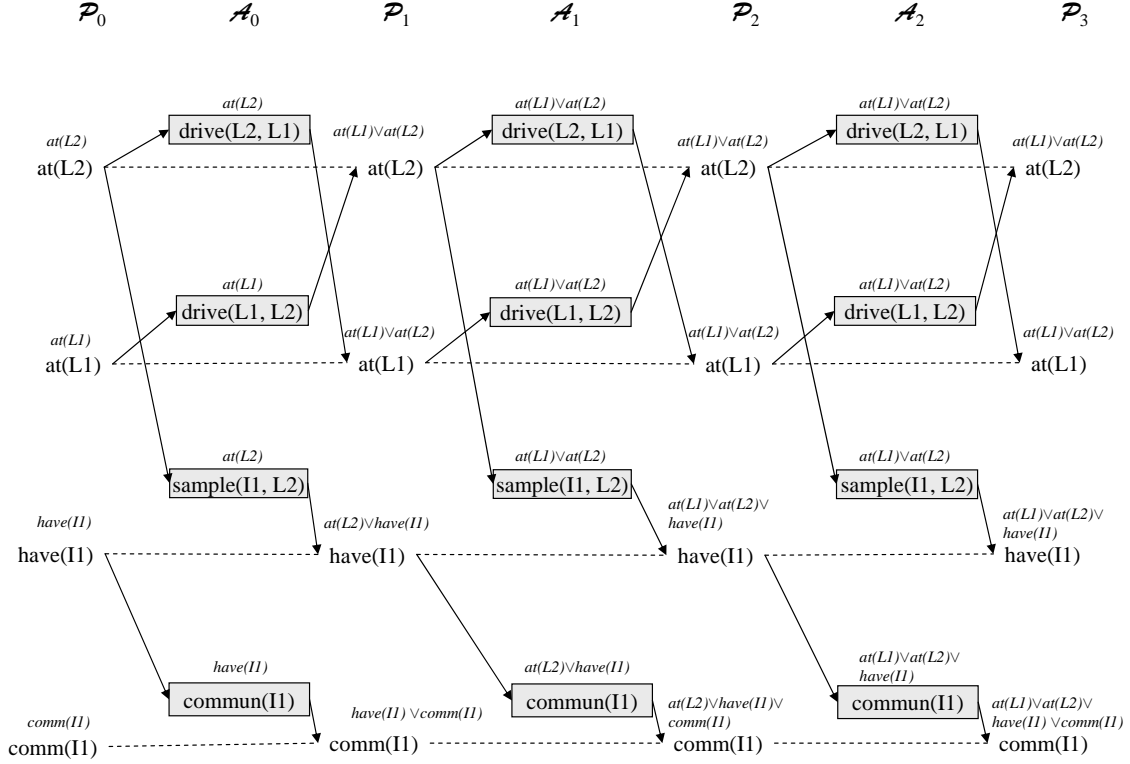 𝒫0 𝒜0 𝒫1 𝒜1 𝒫2 𝒜2 𝒫3
at(L2) at(L1)∨at(L2) at(L1)∨at(L2)
drive(L2, L1) drive(L2, L1) drive(L2, L1)
at(L2) at(L1)∨at(L2) at(L1)∨at(L2) at(L1)∨at(L2)
at(L2) at(L2) at(L2) at(L2)
at(L1) at(L1)∨at(L2) at(L1)∨at(L2)
drive(L1, L2) drive(L1, L2) drive(L1, L2)
at(L1) at(L1)∨at(L2) at(L1)∨at(L2) at(L1)∨at(L2)
at(L1) at(L1) at(L1) at(L1)
at(L2) at(L1)∨at(L2) at(L1)∨at(L2)
sample(I1, L2) sample(I1, L2) sample(I1, L2)
have(I1) at(L2)∨have(I1) at(L1)∨at(L2)∨ at(L1)∨at(L2)∨
have(I1) have(I1)
have(I1) have(I1) have(I1) have(I1)
have(I1) at(L2)∨have(I1) at(L1)∨at(L2)∨
have(I1)
commun(I1) commun(I1) commun(I1)
comm(I1) have(I1) ∨comm(I1) at(L2)∨have(I1)∨ at(L1)∨at(L2)∨
comm(I1) have(I1) ∨comm(I1)
comm(I1) comm(I1) comm(I1) comm(I1)